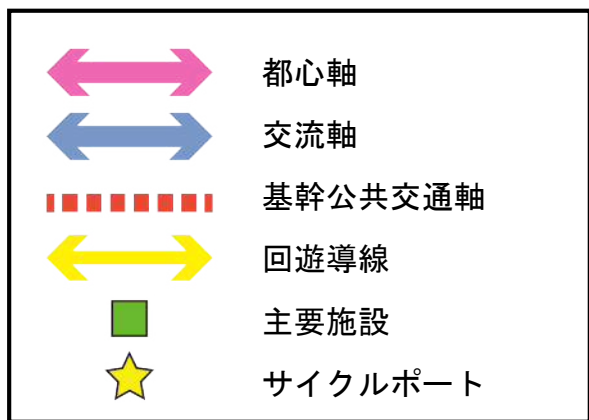 都心軸
交流軸
基幹公共交通軸
回遊導線
主要施設
サイクルポート